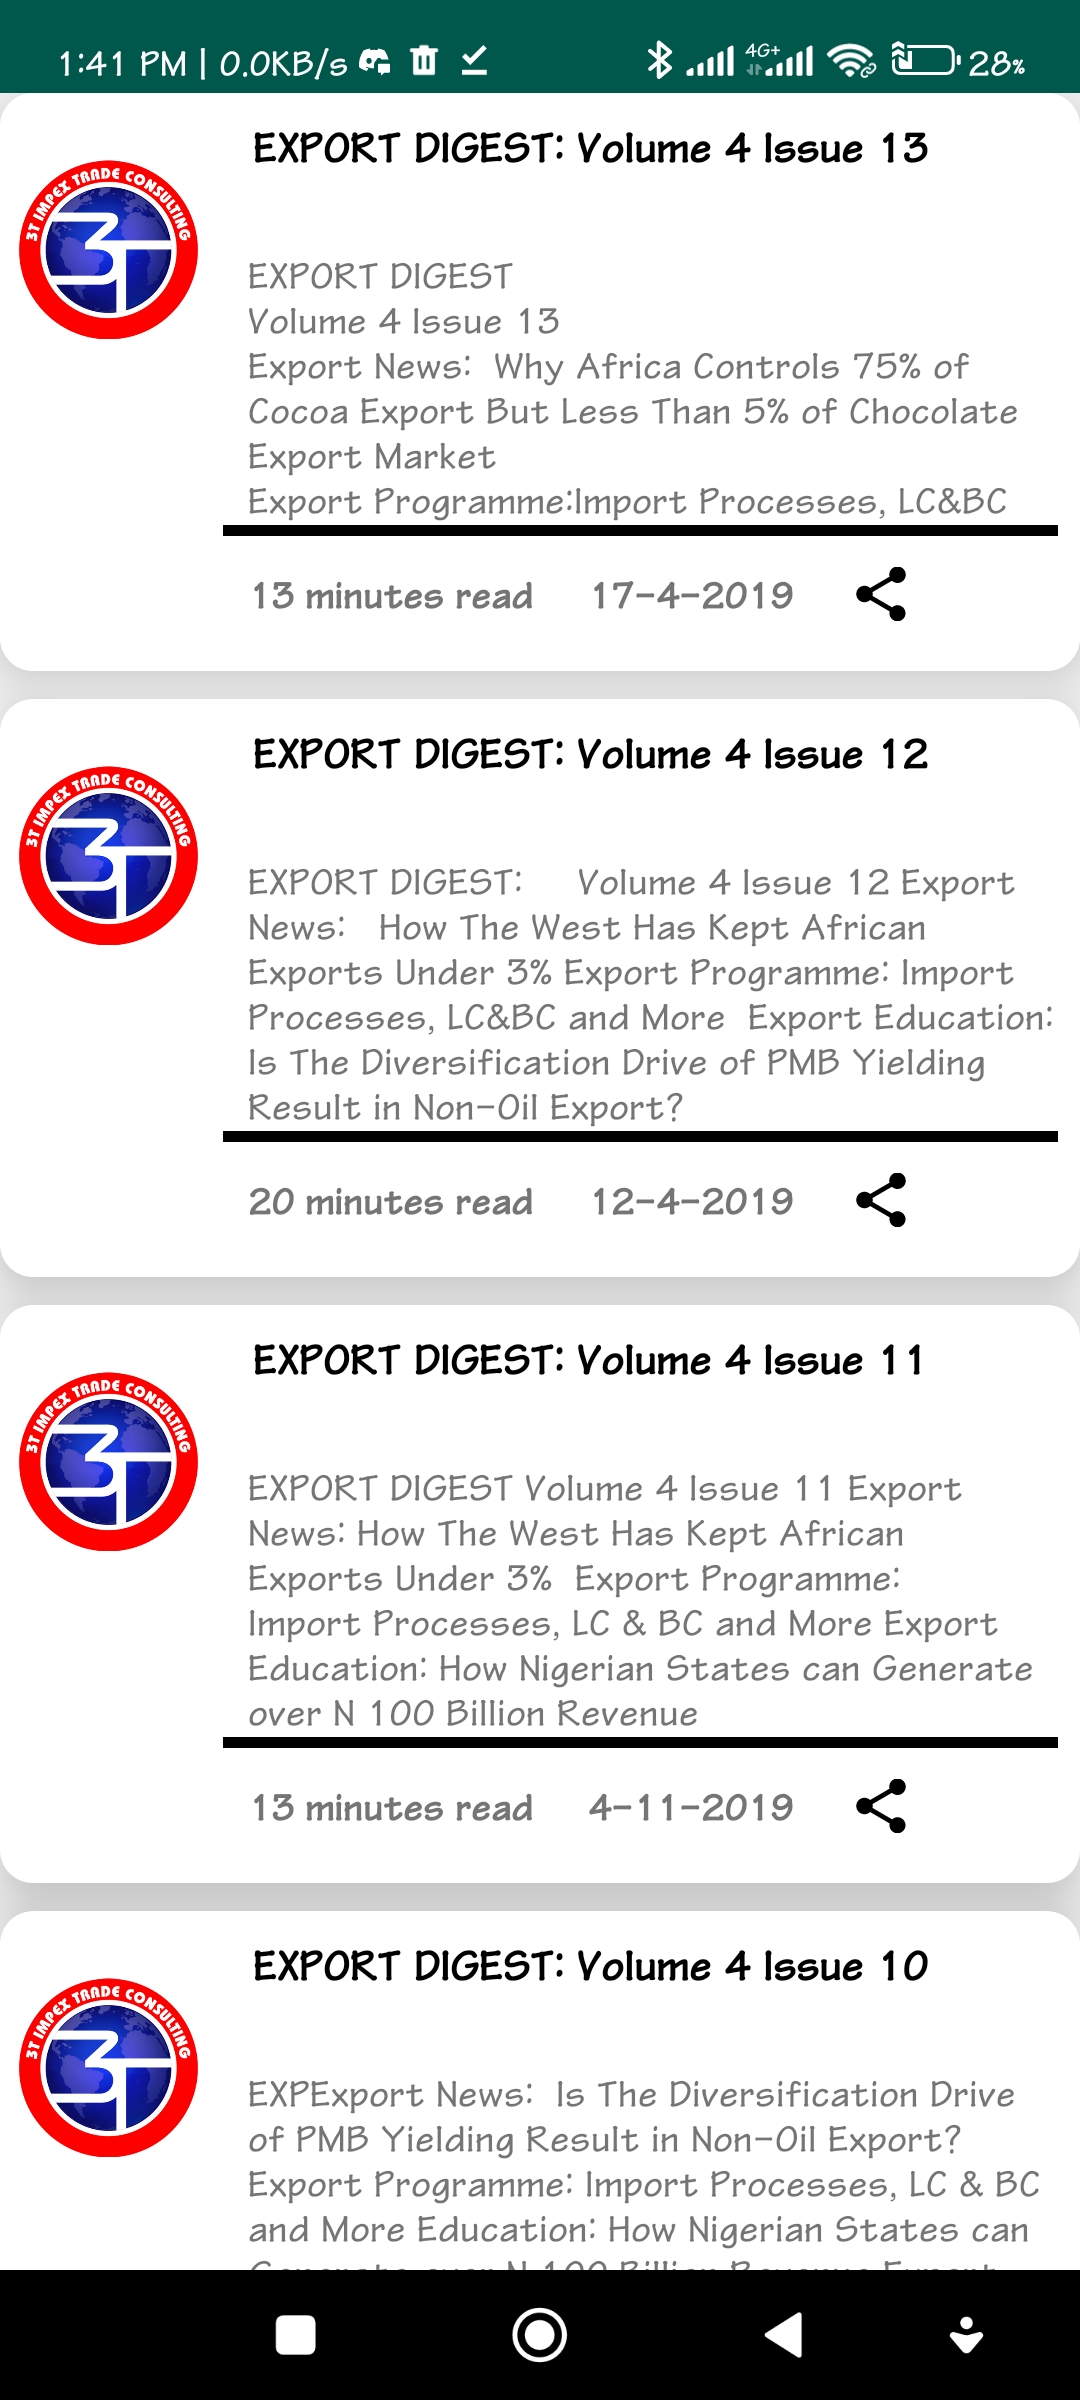 1:41 PM | 0.0KB/s 4G+ 28%
EXPORT DIGEST: Volume 4 Issue 13
3T IMPEX TRADE CONSULTING
3T
EXPORT DIGEST
Volume 4 Issue 13
Export News:  Why Africa Controls 75% of
Cocoa Export But Less Than 5% of Chocolate
Export Market
Export Programme:Import Processes, LC&BC
13 minutes read 17-4-2019
EXPORT DIGEST: Volume 4 Issue 12
3T IMPEX TRADE CONSULTING
3T
EXPORT DIGEST:     Volume 4 Issue 12 Export
News:   How The West Has Kept African
Exports Under 3% Export Programme: Import
Processes, LC&BC and More  Export Education:
Is The Diversification Drive of PMB Yielding
Result in Non-Oil Export?
20 minutes read 12-4-2019
EXPORT DIGEST: Volume 4 Issue 11
3T IMPEX TRADE CONSULTING
3T
EXPORT DIGEST Volume 4 Issue 11 Export
News: How The West Has Kept African
Exports Under 3%  Export Programme:
Import Processes, LC & BC and More Export
Education: How Nigerian States can Generate
over N 100 Billion Revenue
13 minutes read 4-11-2019
EXPORT DIGEST: Volume 4 Issue 10
3T IMPEX TRADE CONSULTING
3T
EXPExport News:  Is The Diversification Drive
of PMB Yielding Result in Non-Oil Export?
Export Programme: Import Processes, LC & BC
and More Education: How Nigerian States can
Generate over N 100 Billion Revenue Export